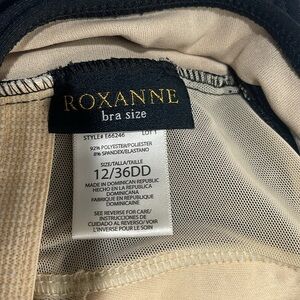 ROXANNE
bra size
STYLE# E66246 LOT 1
92% POLYESTER/POLIESTER
8% SPANDEX/ELASTANO
SIZE/TALLA/TAILLE
12/36DD
MADE IN DOMINICAN REPUBLIC
HECHO EN LA REPUBLICA
DOMINICANA
FABRIQUE EN REPUBLIQUE
DOMINICAINE
SEE REVERSE FOR CARE/
INSTRUCCIONES DE
CUIDADO AL REVERSO/ VOIR
L'INVERSE POUR LE SOIN